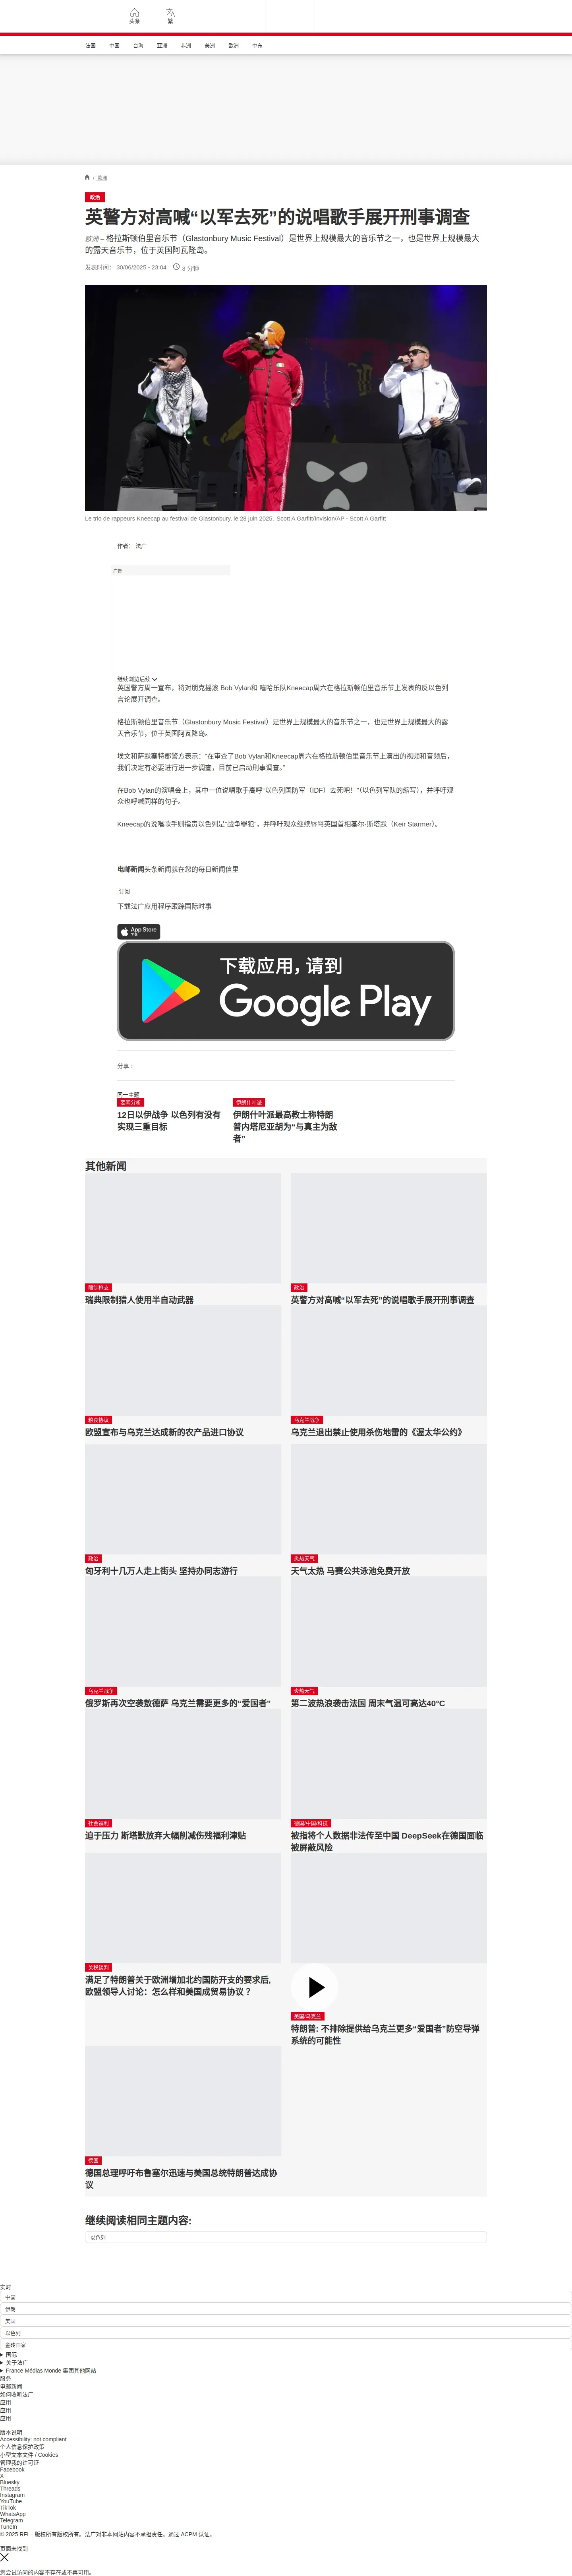 头条
繁
法国
中国
台海
亚洲
非洲
美洲
欧洲
中东
/ 欧洲
政治
英警方对高喊“以军去死”的说唱歌手展开刑事调查
欧洲 – 格拉斯顿伯里音乐节（Glastonbury Music Festival）是世界上规模最大的音乐节之一，也是世界上规模最大
的露天音乐节，位于英国阿瓦隆岛。
发表时间： 30/06/2025 - 23:04
3 分钟
Le trio de rappeurs Kneecap au festival de Glastonbury, le 28 juin 2025. Scott A Garfitt/Invision/AP - Scott A Garfitt
作者： 法广
广告
继续浏览后续
英国警方周一宣布，将对朋克摇滚 Bob Vylan和 嘻哈乐队Kneecap周六在格拉斯顿伯里音乐节上发表的反以色列
言论展开调查。
格拉斯顿伯里音乐节（Glastonbury Music Festival）是世界上规模最大的音乐节之一，也是世界上规模最大的露
天音乐节，位于英国阿瓦隆岛。
埃文和萨默塞特郡警方表示：“在审查了Bob Vylan和Kneecap周六在格拉斯顿伯里音乐节上演出的视频和音频后，
我们决定有必要进行进一步调查，目前已启动刑事调查。”
在Bob Vylan的演唱会上，其中一位说唱歌手高呼“以色列国防军（IDF）去死吧！”（以色列军队的缩写），并呼吁观
众也呼喊同样的句子。
Kneecap的说唱歌手则指责以色列是“战争罪犯”，并呼吁观众继续辱骂英国首相基尔·斯塔默（Keir Starmer）。
电邮新闻头条新闻就在您的每日新闻信里
订阅
下载法广应用程序跟踪国际时事
App Store
下载
下载应用，请到
Google Play
分享 :
同一主题
要闻分析
12日以伊战争 以色列有没有
实现三重目标
伊朗什叶派
伊朗什叶派最高教士称特朗
普内塔尼亚胡为“与真主为敌
者”
其他新闻
限制枪支
瑞典限制猎人使用半自动武器
政治
英警方对高喊“以军去死”的说唱歌手展开刑事调查
粮食协议
欧盟宣布与乌克兰达成新的农产品进口协议
乌克兰战争
乌克兰退出禁止使用杀伤地雷的《渥太华公约》
政治
匈牙利十几万人走上街头 坚持办同志游行
炎热天气
天气太热 马赛公共泳池免费开放
乌克兰战争
俄罗斯再次空袭敖德萨 乌克兰需要更多的“爱国者”
炎热天气
第二波热浪袭击法国 周末气温可高达40°C
社会福利
迫于压力 斯塔默放弃大幅削减伤残福利津贴
德国/中国/科技
被指将个人数据非法传至中国 DeepSeek在德国面临
被屏蔽风险
关税谈判
满足了特朗普关于欧洲增加北约国防开支的要求后,
欧盟领导人讨论：怎么样和美国成贸易协议 ？
美国/乌克兰
特朗普: 不排除提供给乌克兰更多“爱国者”防空导弹
系统的可能性
德国
德国总理呼吁布鲁塞尔迅速与美国总统特朗普达成协
议
继续阅读相同主题内容:
以色列
实时
中国
伊朗
美国
以色列
金砖国家
国际
关于法广
France Médias Monde 集团其他网站
服务
电邮新闻
如何收听法广
应用
应用
应用
版本说明
Accessibility: not compliant
个人信息保护政策
小型文本文件 / Cookies
管理我的许可证
Facebook
X
Bluesky
Threads
Instagram
YouTube
TikTok
WhatsApp
Telegram
TuneIn
© 2025 RFI – 版权所有版权所有。法广对非本网站内容不承担责任。通过 ACPM 认证。
页面未找到
您尝试访问的内容不存在或不再可用。